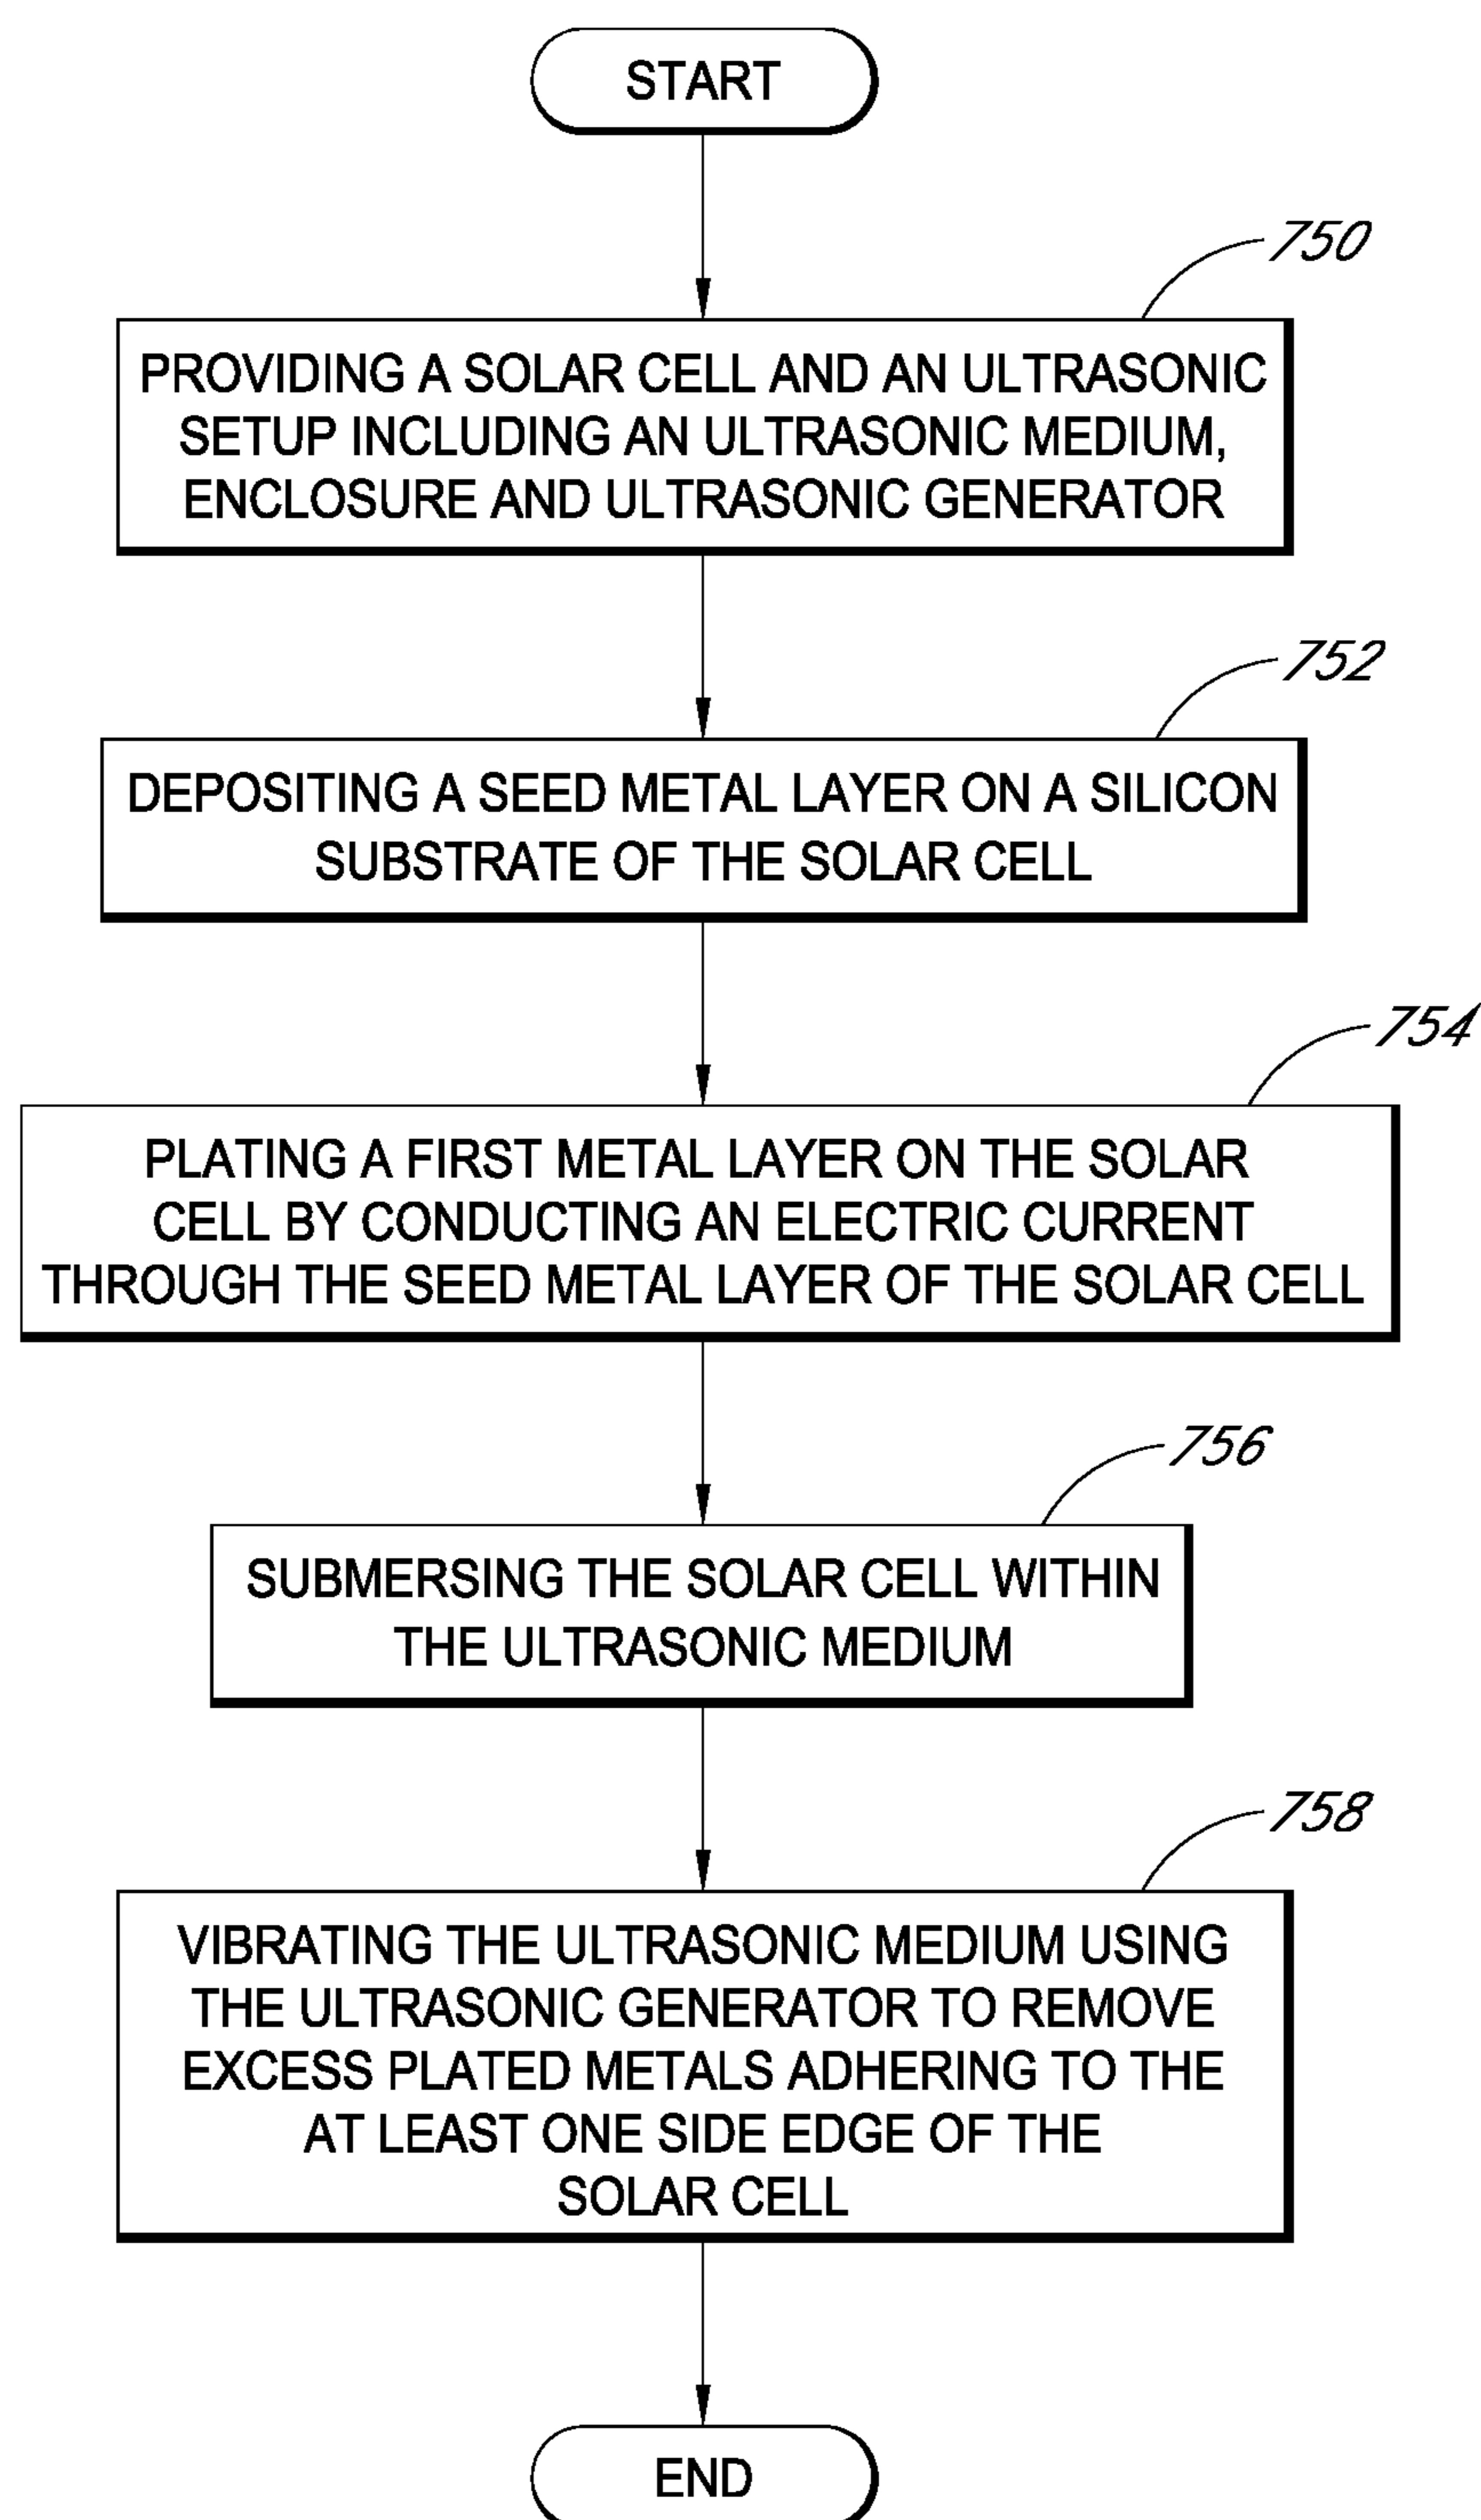 START
750
PROVIDING A SOLAR CELL AND AN ULTRASONIC
SETUP INCLUDING AN ULTRASONIC MEDIUM,
ENCLOSURE AND ULTRASONIC GENERATOR
752
DEPOSITING A SEED METAL LAYER ON A SILICON
SUBSTRATE OF THE SOLAR CELL
754
PLATING A FIRST METAL LAYER ON THE SOLAR
CELL BY CONDUCTING AN ELECTRIC CURRENT
THROUGH THE SEED METAL LAYER OF THE SOLAR CELL
756
SUBMERSING THE SOLAR CELL WITHIN
THE ULTRASONIC MEDIUM
758
VIBRATING THE ULTRASONIC MEDIUM USING
THE ULTRASONIC GENERATOR TO REMOVE
EXCESS PLATED METALS ADHERING TO THE
AT LEAST ONE SIDE EDGE OF THE
SOLAR CELL
END